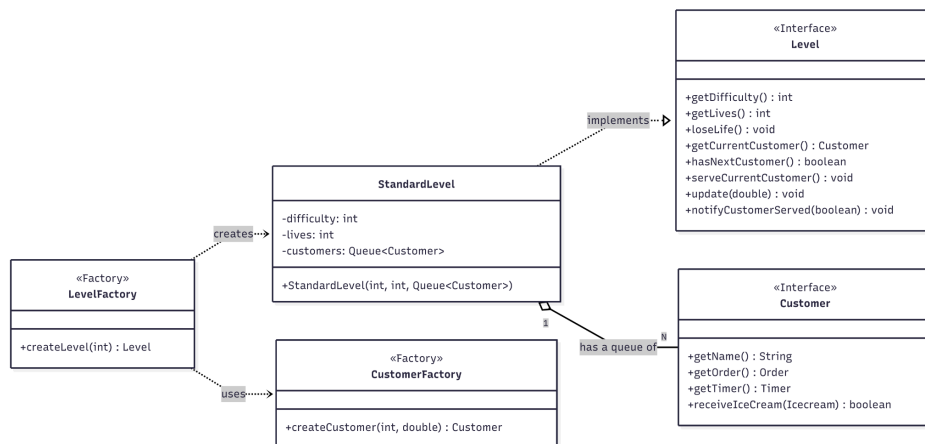 «Interface»
Level
+getDifficulty() : int
+getLives() : int
+loseLife() : void
+getCurrentCustomer() : Customer
+hasNextCustomer() : boolean
+serveCurrentCustomer() : void
+update(double) : void
+notifyCustomerServed(boolean) : void
implements
StandardLevel
-difficulty: int
-lives: int
-customers: Queue<Customer>
+StandardLevel(int, int, Queue<Customer>)
creates
«Factory»
LevelFactory
+createLevel(int) : Level
1
has a queue of
N
«Interface»
Customer
+getName() : String
+getOrder() : Order
+getTimer() : Timer
+receiveIceCream(Icecream) : boolean
uses
«Factory»
CustomerFactory
+createCustomer(int, double) : Customer